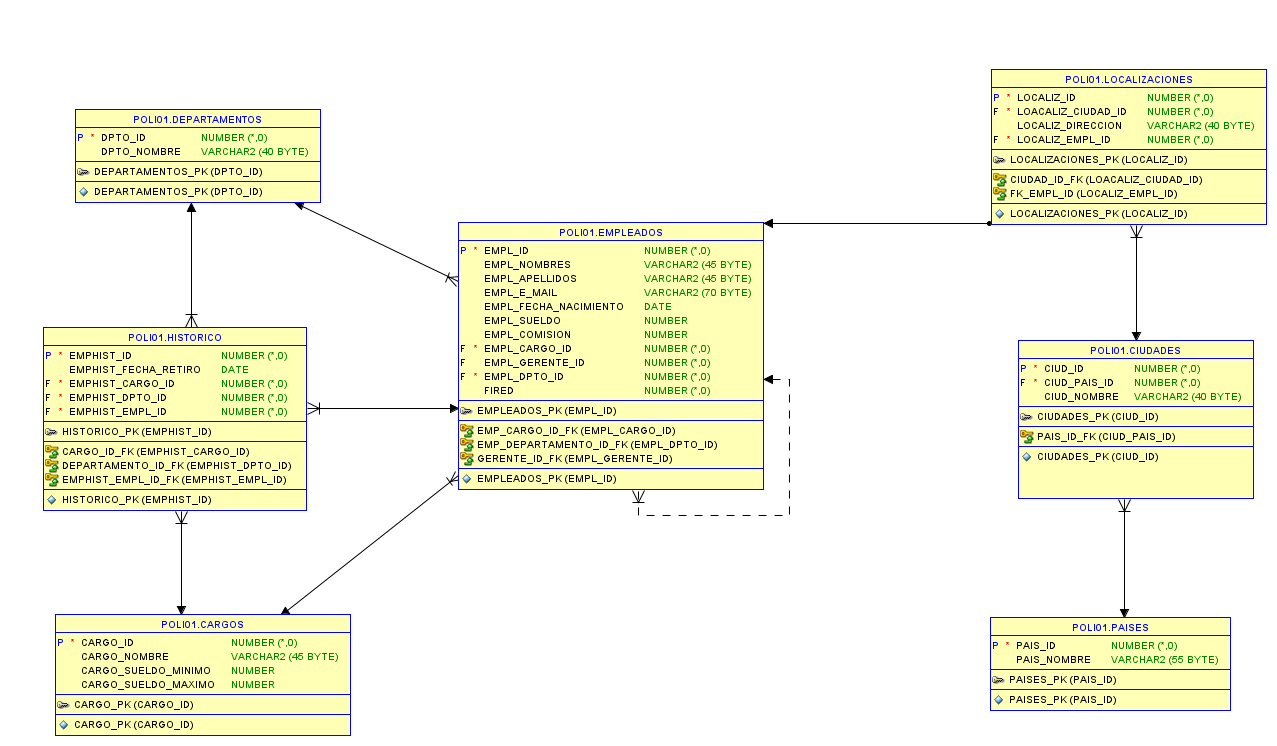 POLI01.DEPARTAMENTOS
P * DPTO_ID NUMBER (*,0)
DPTO_NOMBRE VARCHAR2 (40 BYTE)
DEPARTAMENTOS_PK (DPTO_ID)
DEPARTAMENTOS_PK (DPTO_ID)
POLI01.LOCALIZACIONES
P * LOCALIZ_ID NUMBER (*,0)
F * LOACALIZ_CIUDAD_ID NUMBER (*,0)
LOCALIZ_DIRECCION VARCHAR2 (40 BYTE)
F * LOCALIZ_EMPL_ID NUMBER (*,0)
LOCALIZACIONES_PK (LOCALIZ_ID)
CIUDAD_ID_FK (LOACALIZ_CIUDAD_ID)
FK_EMPL_ID (LOCALIZ_EMPL_ID)
LOCALIZACIONES_PK (LOCALIZ_ID)
POLI01.EMPLEADOS
P * EMPL_ID NUMBER (*,0)
EMPL_NOMBRES VARCHAR2 (45 BYTE)
EMPL_APELLIDOS VARCHAR2 (45 BYTE)
EMPL_E_MAIL VARCHAR2 (70 BYTE)
EMPL_FECHA_NACIMIENTO DATE
EMPL_SUELDO NUMBER
EMPL_COMISION NUMBER
F * EMPL_CARGO_ID NUMBER (*,0)
F EMPL_GERENTE_ID NUMBER (*,0)
F * EMPL_DPTO_ID NUMBER (*,0)
FIRED NUMBER (*,0)
EMPLEADOS_PK (EMPL_ID)
EMP_CARGO_ID_FK (EMPL_CARGO_ID)
EMP_DEPARTAMENTO_ID_FK (EMPL_DPTO_ID)
GERENTE_ID_FK (EMPL_GERENTE_ID)
EMPLEADOS_PK (EMPL_ID)
POLI01.HISTORICO
P * EMPHIST_ID NUMBER (*,0)
EMPHIST_FECHA_RETIRO DATE
F * EMPHIST_CARGO_ID NUMBER (*,0)
F * EMPHIST_DPTO_ID NUMBER (*,0)
F * EMPHIST_EMPL_ID NUMBER (*,0)
HISTORICO_PK (EMPHIST_ID)
CARGO_ID_FK (EMPHIST_CARGO_ID)
DEPARTAMENTO_ID_FK (EMPHIST_DPTO_ID)
EMPHIST_EMPL_ID_FK (EMPHIST_EMPL_ID)
HISTORICO_PK (EMPHIST_ID)
POLI01.CIUDADES
P * CIUD_ID NUMBER (*,0)
F * CIUD_PAIS_ID NUMBER (*,0)
CIUD_NOMBRE VARCHAR2 (40 BYTE)
CIUDADES_PK (CIUD_ID)
PAIS_ID_FK (CIUD_PAIS_ID)
CIUDADES_PK (CIUD_ID)
POLI01.CARGOS
P * CARGO_ID NUMBER (*,0)
CARGO_NOMBRE VARCHAR2 (45 BYTE)
CARGO_SUELDO_MINIMO NUMBER
CARGO_SUELDO_MAXIMO NUMBER
CARGO_PK (CARGO_ID)
CARGO_PK (CARGO_ID)
POLI01.PAISES
P * PAIS_ID NUMBER (*,0)
PAIS_NOMBRE VARCHAR2 (55 BYTE)
PAISES_PK (PAIS_ID)
PAISES_PK (PAIS_ID)